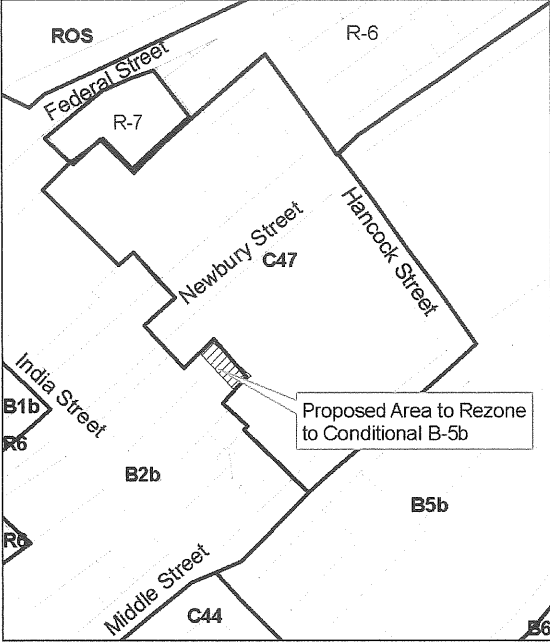 ROS
R-6
Federal Street
R-7
Hancock Street
Newbury Street
C47
India Street
B1b
R6
Proposed Area to Rezone
to Conditional B-5b
B2b
B5b
R6
Middle Street
C44
B6